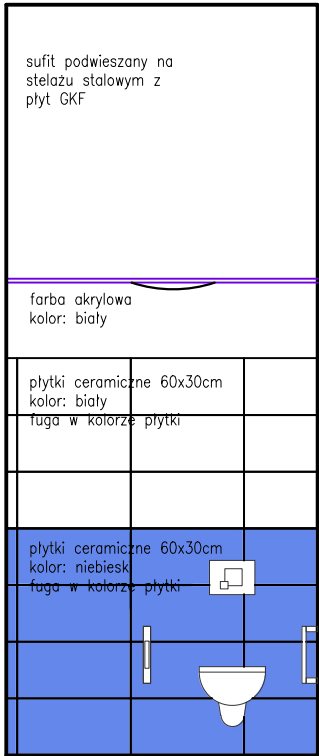 sufit podwieszany na
stelażu stalowym z
płyt GKF
farba akrylowa
kolor: biały
płytki ceramiczne 60x30cm
kolor: biały
fuga w kolorze płytki
płytki ceramiczne 60x30cm
kolor: niebieski
fuga w kolorze płytki